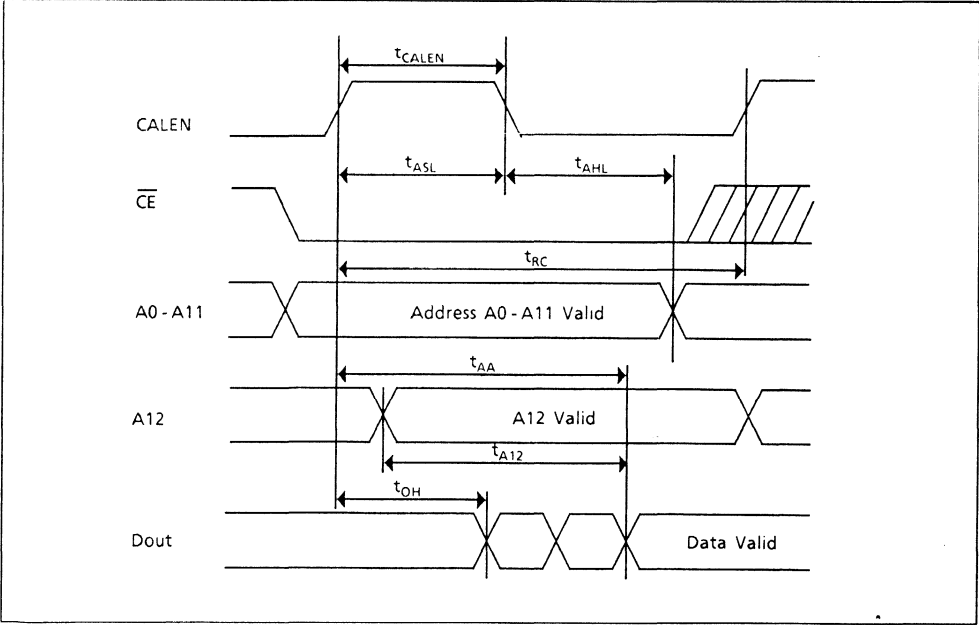 tCALEN
CALEN
tASL
tAHL
CE
tRC
A0 - A11
Address A0 - A11 Valid
tAA
A12
A12 Valid
tA12
tOH
Dout
Data Valid